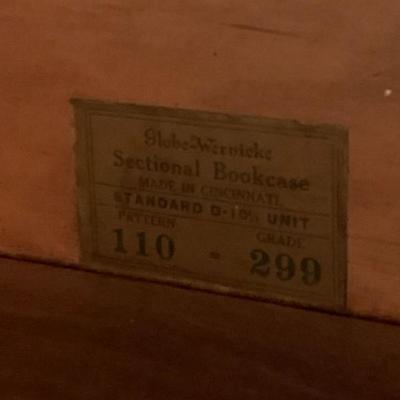 Globe-Wernicke
Sectional Bookcase
MADE IN CINCINNATI
STANDARD D-10½ UNIT
PATTERN GRADE
110 - 299